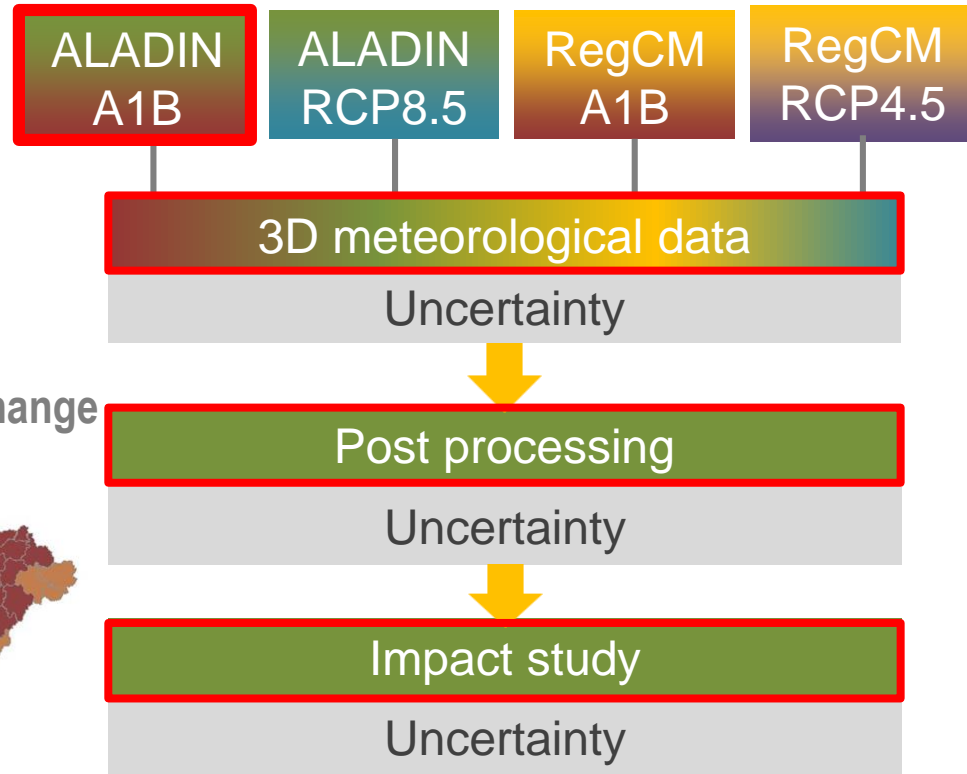 ALADIN
A1B
ALADIN
RCP8.5
RegCM
A1B
RegCM
RCP4.5
3D meteorological data
Uncertainty
Post processing
Uncertainty
Impact study
Uncertainty